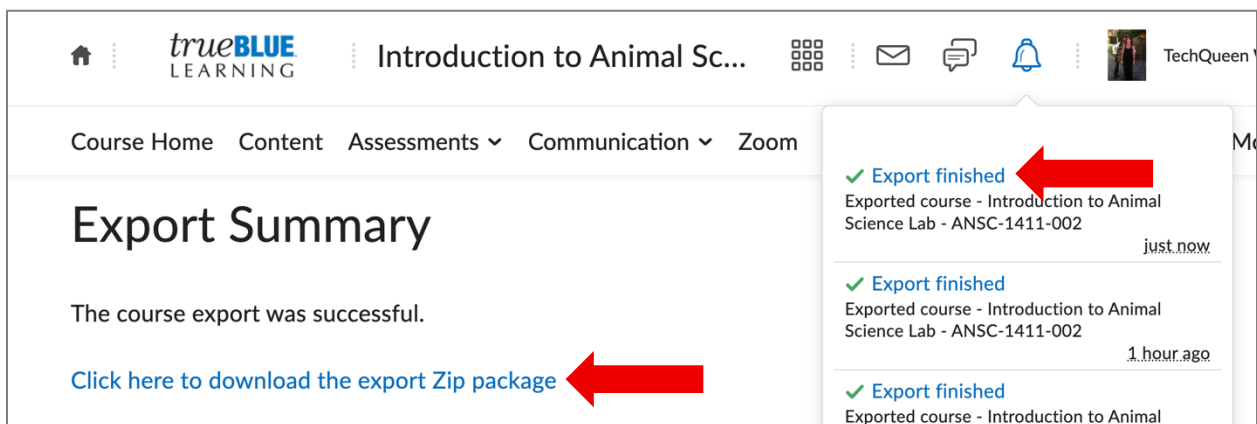 trueBLUE
LEARNING
Introduction to Animal Sc...
TechQueen
Course Home Content Assessments Communication Zoom
Export Summary
The course export was successful.
Click here to download the export Zip package
Export finished
Exported course - Introduction to Animal
Science Lab - ANSC-1411-002
just now
Export finished
Exported course - Introduction to Animal
Science Lab - ANSC-1411-002
1 hour ago
Export finished
Exported course - Introduction to Animal